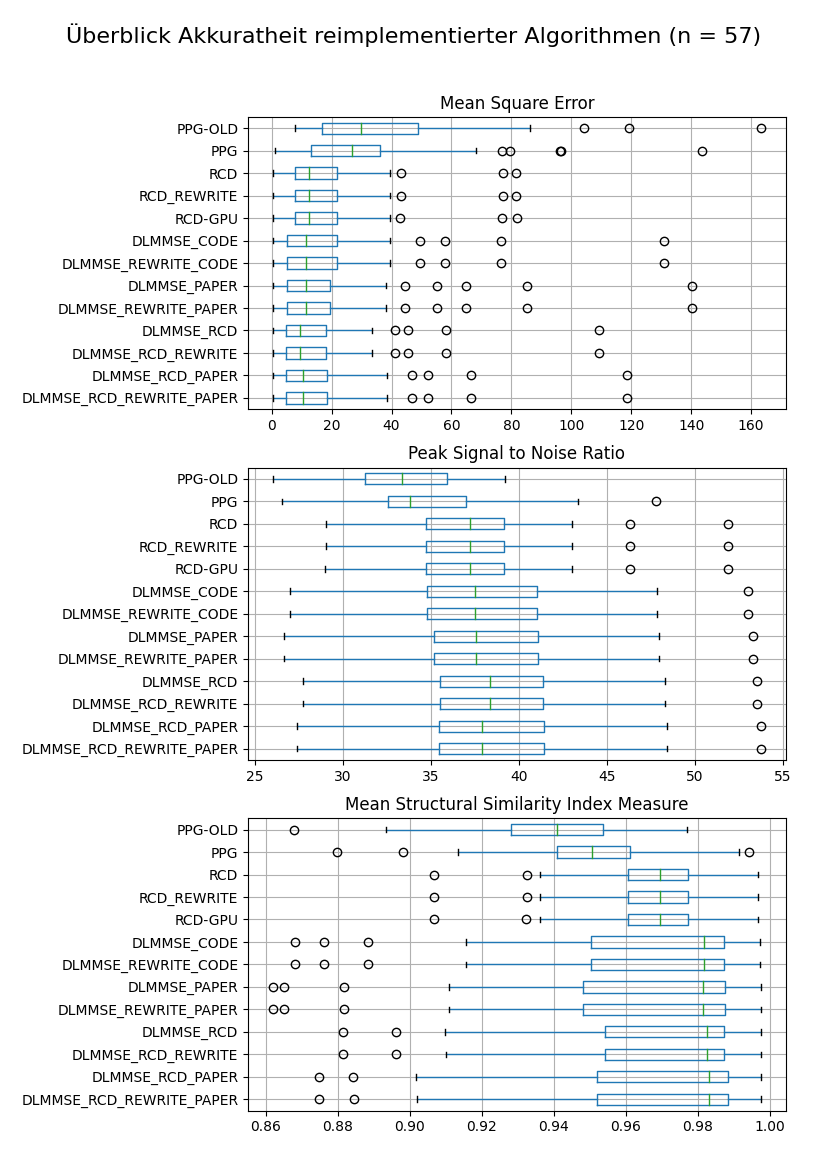 Überblick Akkuratheit reimplementierter Algorithmen (n = 57)
Mean Square Error
PPG-OLD
PPG
RCD
RCD_REWRITE
RCD-GPU
DLMMSE_CODE
DLMMSE_REWRITE_CODE
DLMMSE_PAPER
DLMMSE_REWRITE_PAPER
DLMMSE_RCD
DLMMSE_RCD_REWRITE
DLMMSE_RCD_PAPER
DLMMSE_RCD_REWRITE_PAPER
0 20 40 60 80 100 120 140 160
Peak Signal to Noise Ratio
PPG-OLD
PPG
RCD
RCD_REWRITE
RCD-GPU
DLMMSE_CODE
DLMMSE_REWRITE_CODE
DLMMSE_PAPER
DLMMSE_REWRITE_PAPER
DLMMSE_RCD
DLMMSE_RCD_REWRITE
DLMMSE_RCD_PAPER
DLMMSE_RCD_REWRITE_PAPER
25 30 35 40 45 50 55
Mean Structural Similarity Index Measure
PPG-OLD
PPG
RCD
RCD_REWRITE
RCD-GPU
DLMMSE_CODE
DLMMSE_REWRITE_CODE
DLMMSE_PAPER
DLMMSE_REWRITE_PAPER
DLMMSE_RCD
DLMMSE_RCD_REWRITE
DLMMSE_RCD_PAPER
DLMMSE_RCD_REWRITE_PAPER
0.86 0.88 0.90 0.92 0.94 0.96 0.98 1.00